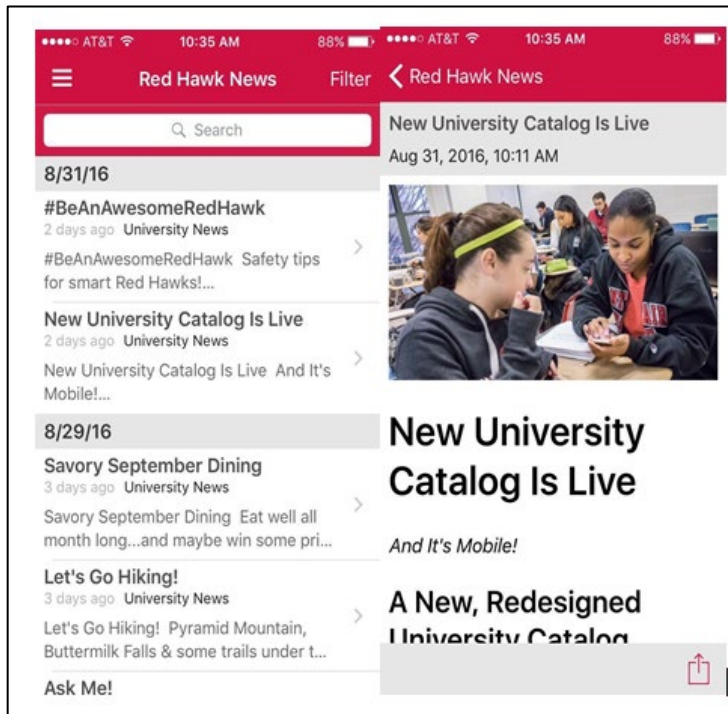 AT&T 10:35 AM 88%
Red Hawk News Filter
Search
8/31/16
#BeAnAwesomeRedHawk
2 days ago University News
#BeAnAwesomeRedHawk Safety tips
for smart Red Hawks!...
New University Catalog Is Live
2 days ago University News
New University Catalog Is Live And It's
Mobile!...
8/29/16
Savory September Dining
3 days ago University News
Savory September Dining Eat well all
month long...and maybe win some pri...
Let's Go Hiking!
3 days ago University News
Let's Go Hiking! Pyramid Mountain,
Buttermilk Falls & some trails under t...
Ask Me!
AT&T 10:35 AM 88%
Red Hawk News
New University Catalog Is Live
Aug 31, 2016, 10:11 AM
New University
Catalog Is Live
And It's Mobile!
A New, Redesigned
University Catalog